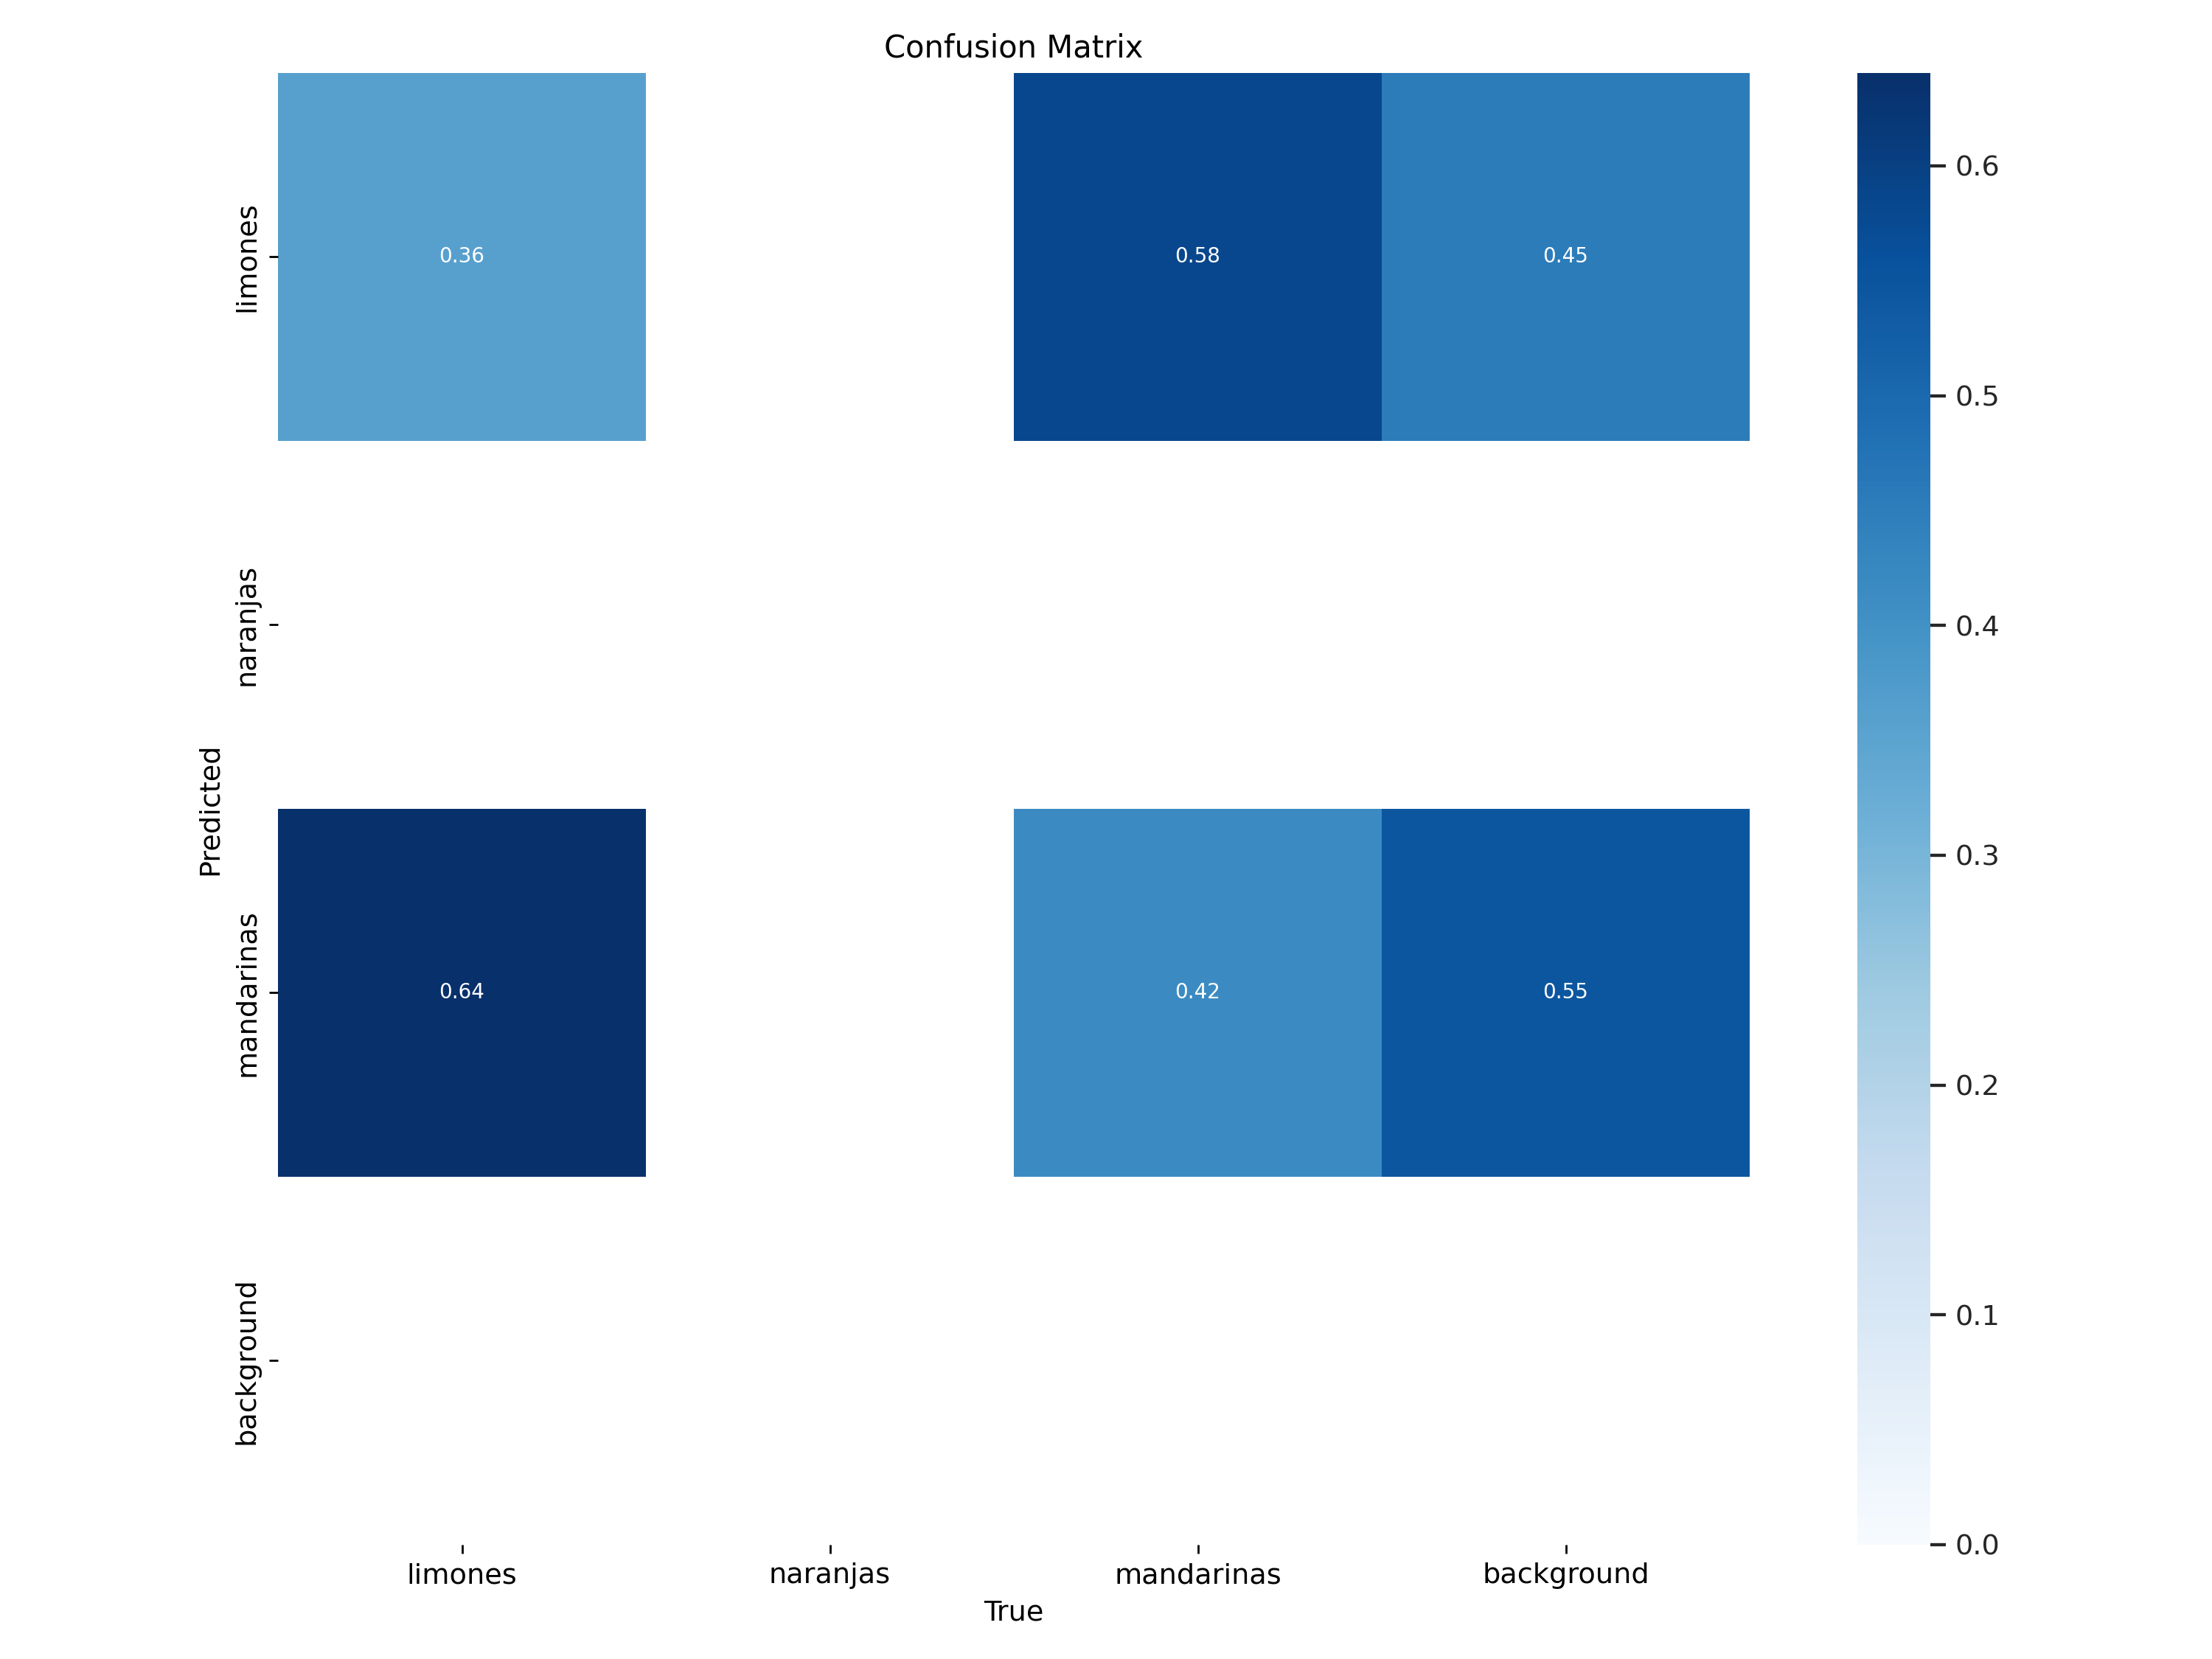 Confusion Matrix
limones
naranjas
mandarinas
background
Predicted
0.36
0.58
0.45
0.64
0.42
0.55
limones
naranjas
mandarinas
background
True
0.6
0.5
0.4
0.3
0.2
0.1
0.0